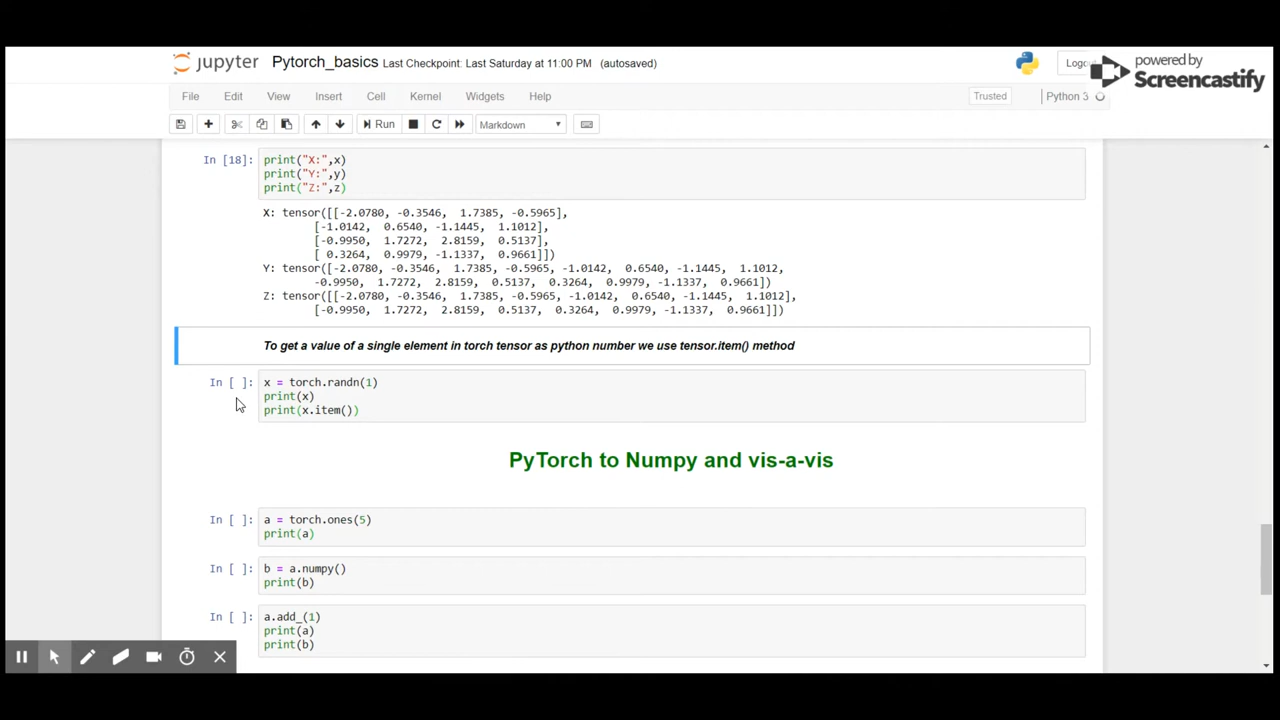 jupyter Pytorch_basics Last Checkpoint: Last Saturday at 11:00 PM (autosaved)
Logo
powered by
Screencastify
File Edit View Insert Cell Kernel Widgets Help
Trusted
Python 3
Run
Markdown
In [18]:
print("X:",x)
print("Y:",y)
print("Z:",z)
X: tensor([[-2.0780, -0.3546,  1.7385, -0.5965],
[-1.0142,  0.6540, -1.1445,  1.1012],
[-0.9950,  1.7272,  2.8159,  0.5137],
[ 0.3264,  0.9979, -1.1337,  0.9661]])
Y: tensor([-2.0780, -0.3546,  1.7385, -0.5965, -1.0142,  0.6540, -1.1445,  1.1012,
-0.9950,  1.7272,  2.8159,  0.5137,  0.3264,  0.9979, -1.1337,  0.9661])
Z: tensor([[-2.0780, -0.3546,  1.7385, -0.5965, -1.0142,  0.6540, -1.1445,  1.1012],
[-0.9950,  1.7272,  2.8159,  0.5137,  0.3264,  0.9979, -1.1337,  0.9661]])
To get a value of a single element in torch tensor as python number we use tensor.item() method
In [ ]:
x = torch.randn(1)
print(x)
print(x.item())
PyTorch to Numpy and vis-a-vis
In [ ]:
a = torch.ones(5)
print(a)
In [ ]:
b = a.numpy()
print(b)
In [ ]:
a.add_(1)
print(a)
print(b)